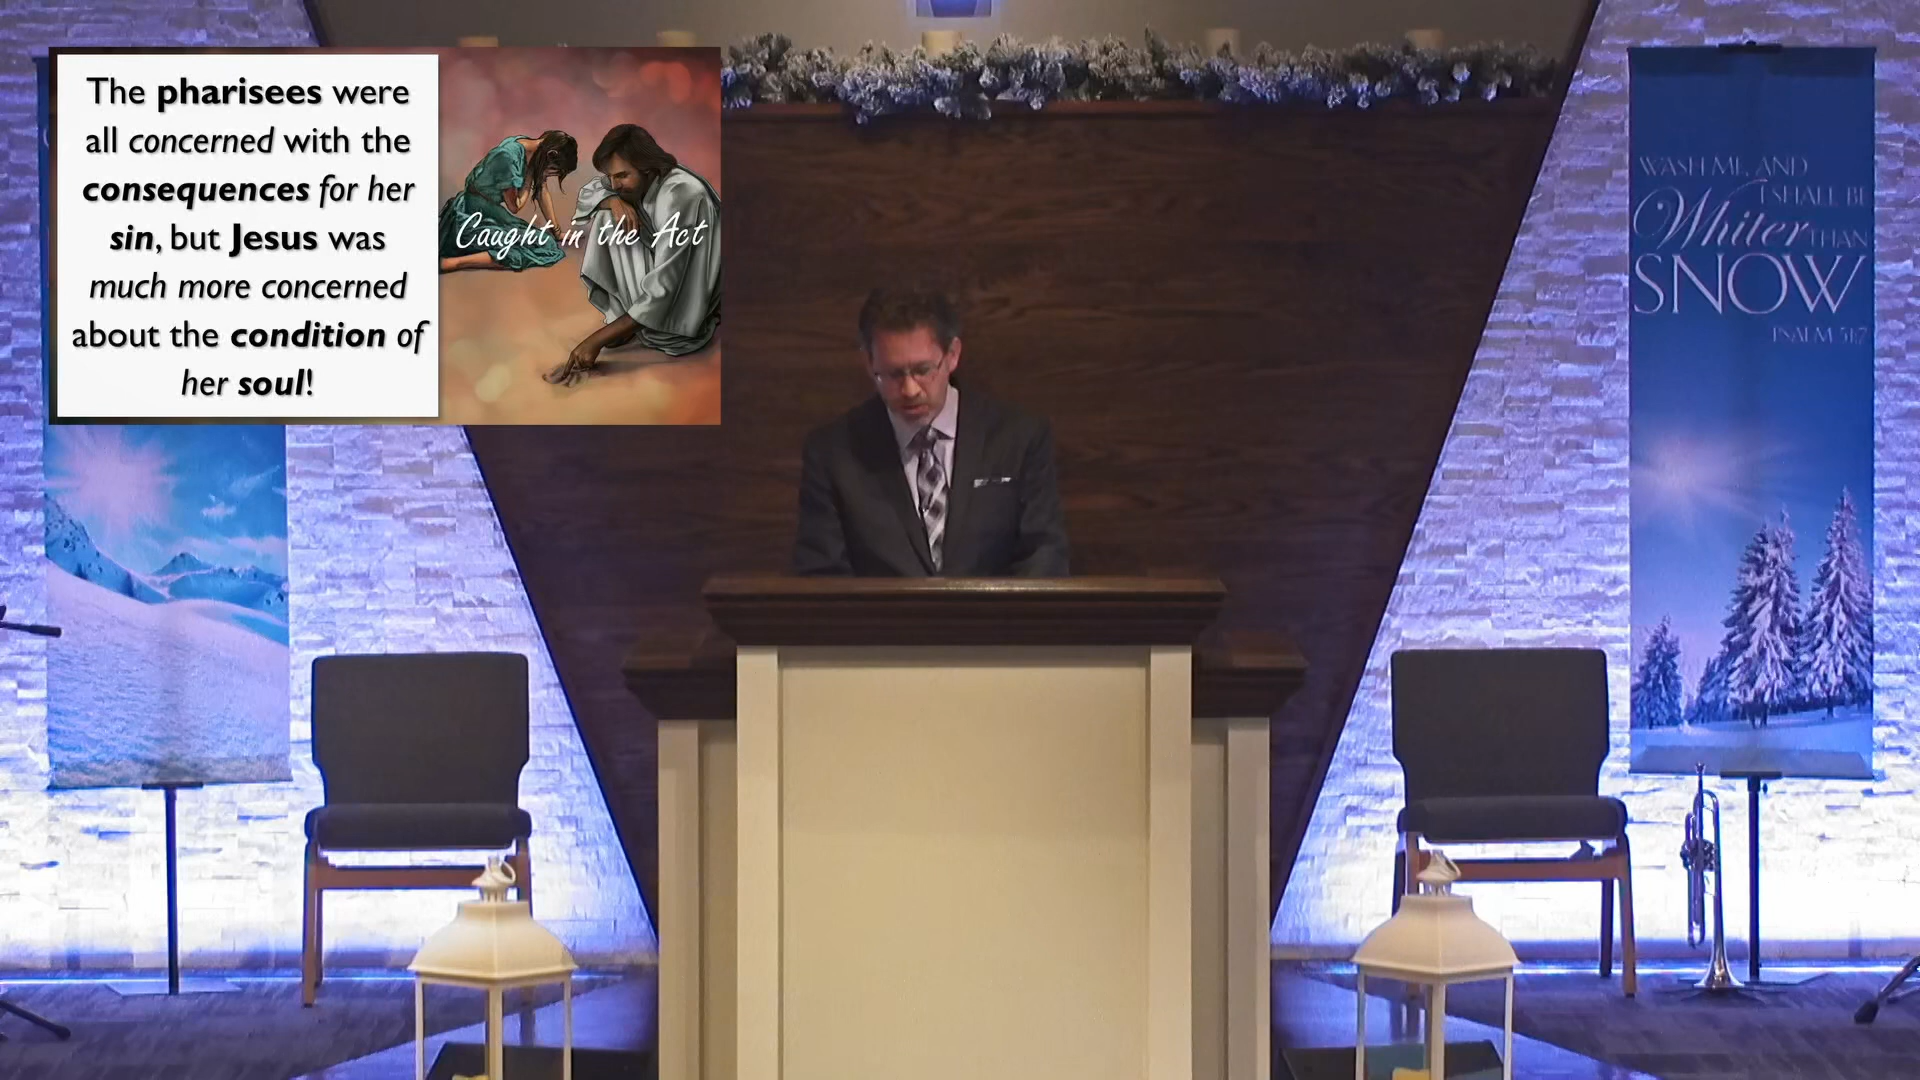 The pharisees were
all concerned with the
consequences for her
sin, but Jesus was
much more concerned
about the condition of
her soul!
Caught in the Act
WASH ME, AND
I SHALL BE
Whiter THAN
SNOW
PSALM 51:7